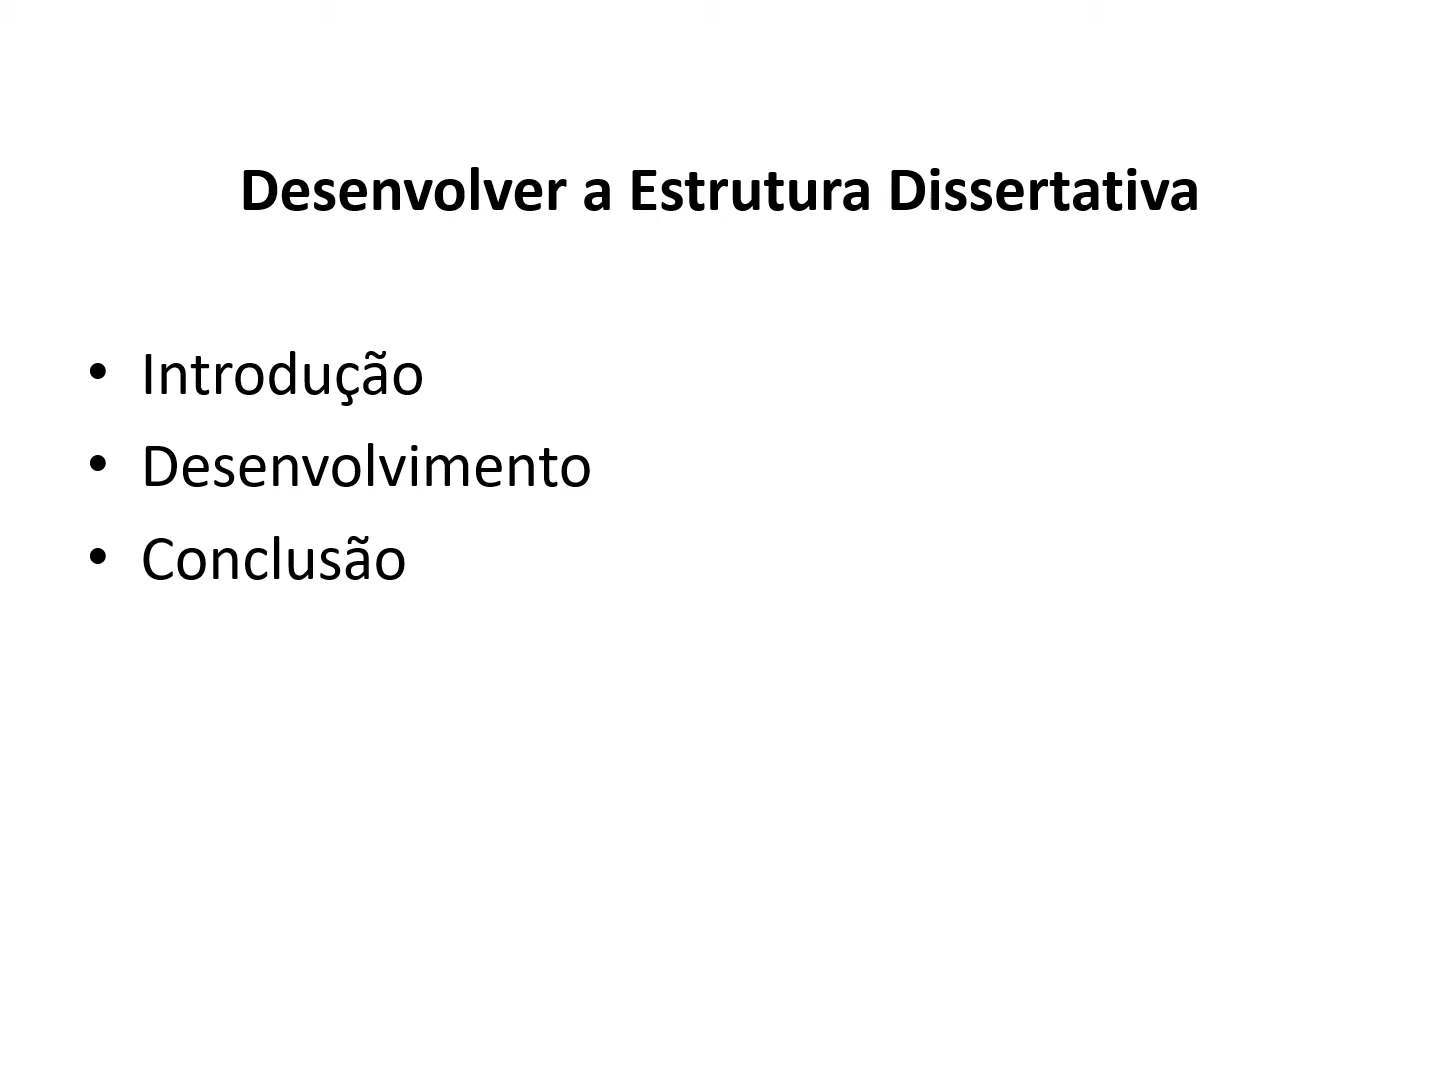 Desenvolver a Estrutura Dissertativa
• Introdução
• Desenvolvimento
• Conclusão